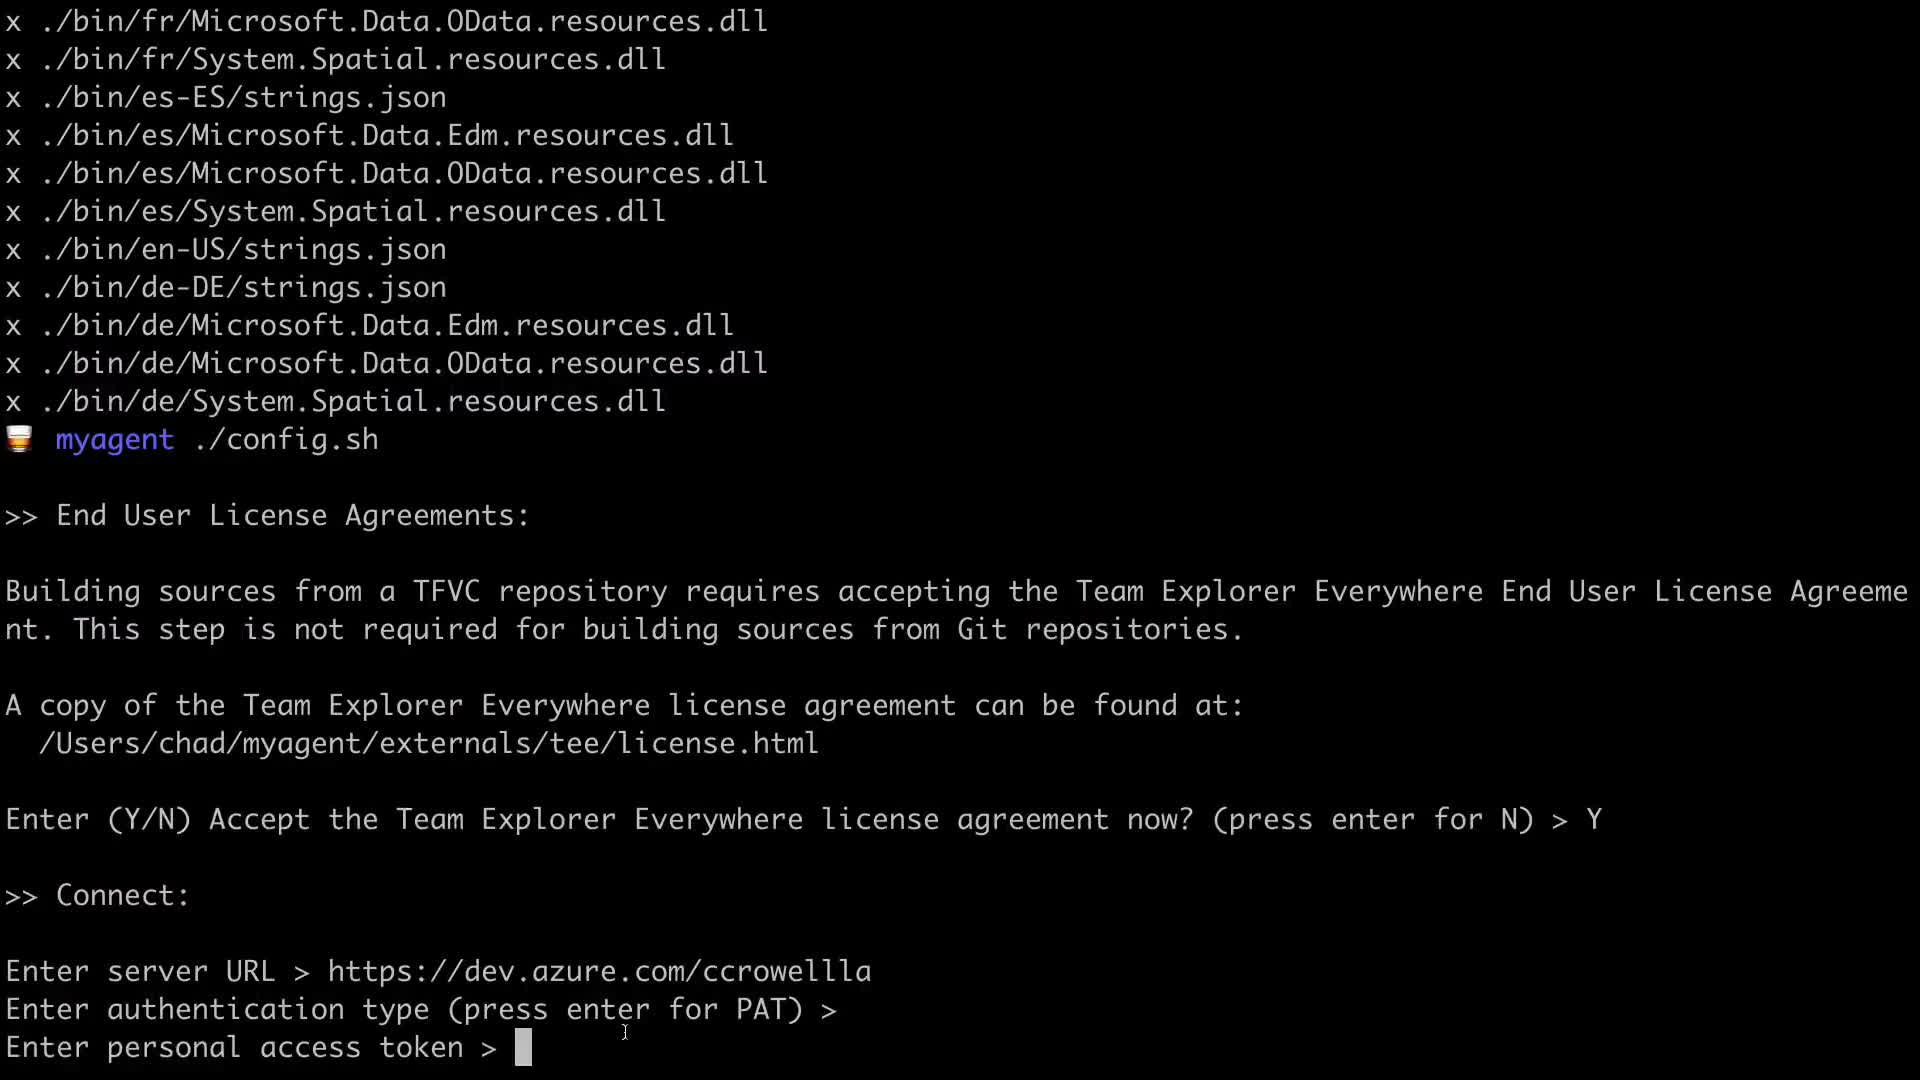 x ./bin/fr/Microsoft.Data.OData.resources.dll
x ./bin/fr/System.Spatial.resources.dll
x ./bin/es-ES/strings.json
x ./bin/es/Microsoft.Data.Edm.resources.dll
x ./bin/es/Microsoft.Data.OData.resources.dll
x ./bin/es/System.Spatial.resources.dll
x ./bin/en-US/strings.json
x ./bin/de-DE/strings.json
x ./bin/de/Microsoft.Data.Edm.resources.dll
x ./bin/de/Microsoft.Data.OData.resources.dll
x ./bin/de/System.Spatial.resources.dll
myagent ./config.sh
>> End User License Agreements:
Building sources from a TFVC repository requires accepting the Team Explorer Everywhere End User License Agreeme
nt. This step is not required for building sources from Git repositories.
A copy of the Team Explorer Everywhere license agreement can be found at:
/Users/chad/myagent/externals/tee/license.html
Enter (Y/N) Accept the Team Explorer Everywhere license agreement now? (press enter for N) > Y
>> Connect:
Enter server URL > https://dev.azure.com/ccrowellla
Enter authentication type (press enter for PAT) >
Enter personal access token >